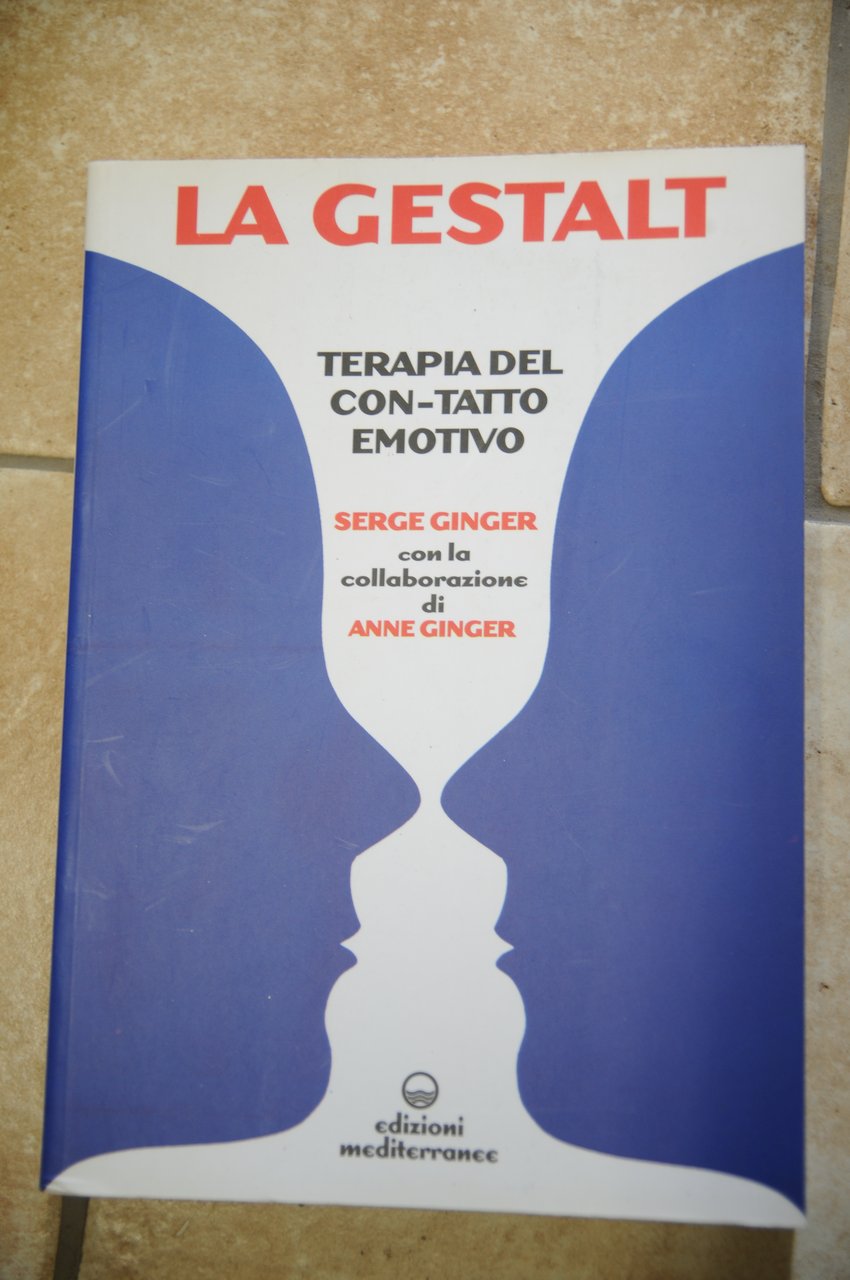 LA GESTALT
TERAPIA DEL
CON-TATTO
EMOTIVO
SERGE GINGER
con la
collaborazione
di
ANNE GINGER
edizioni
mediterranee